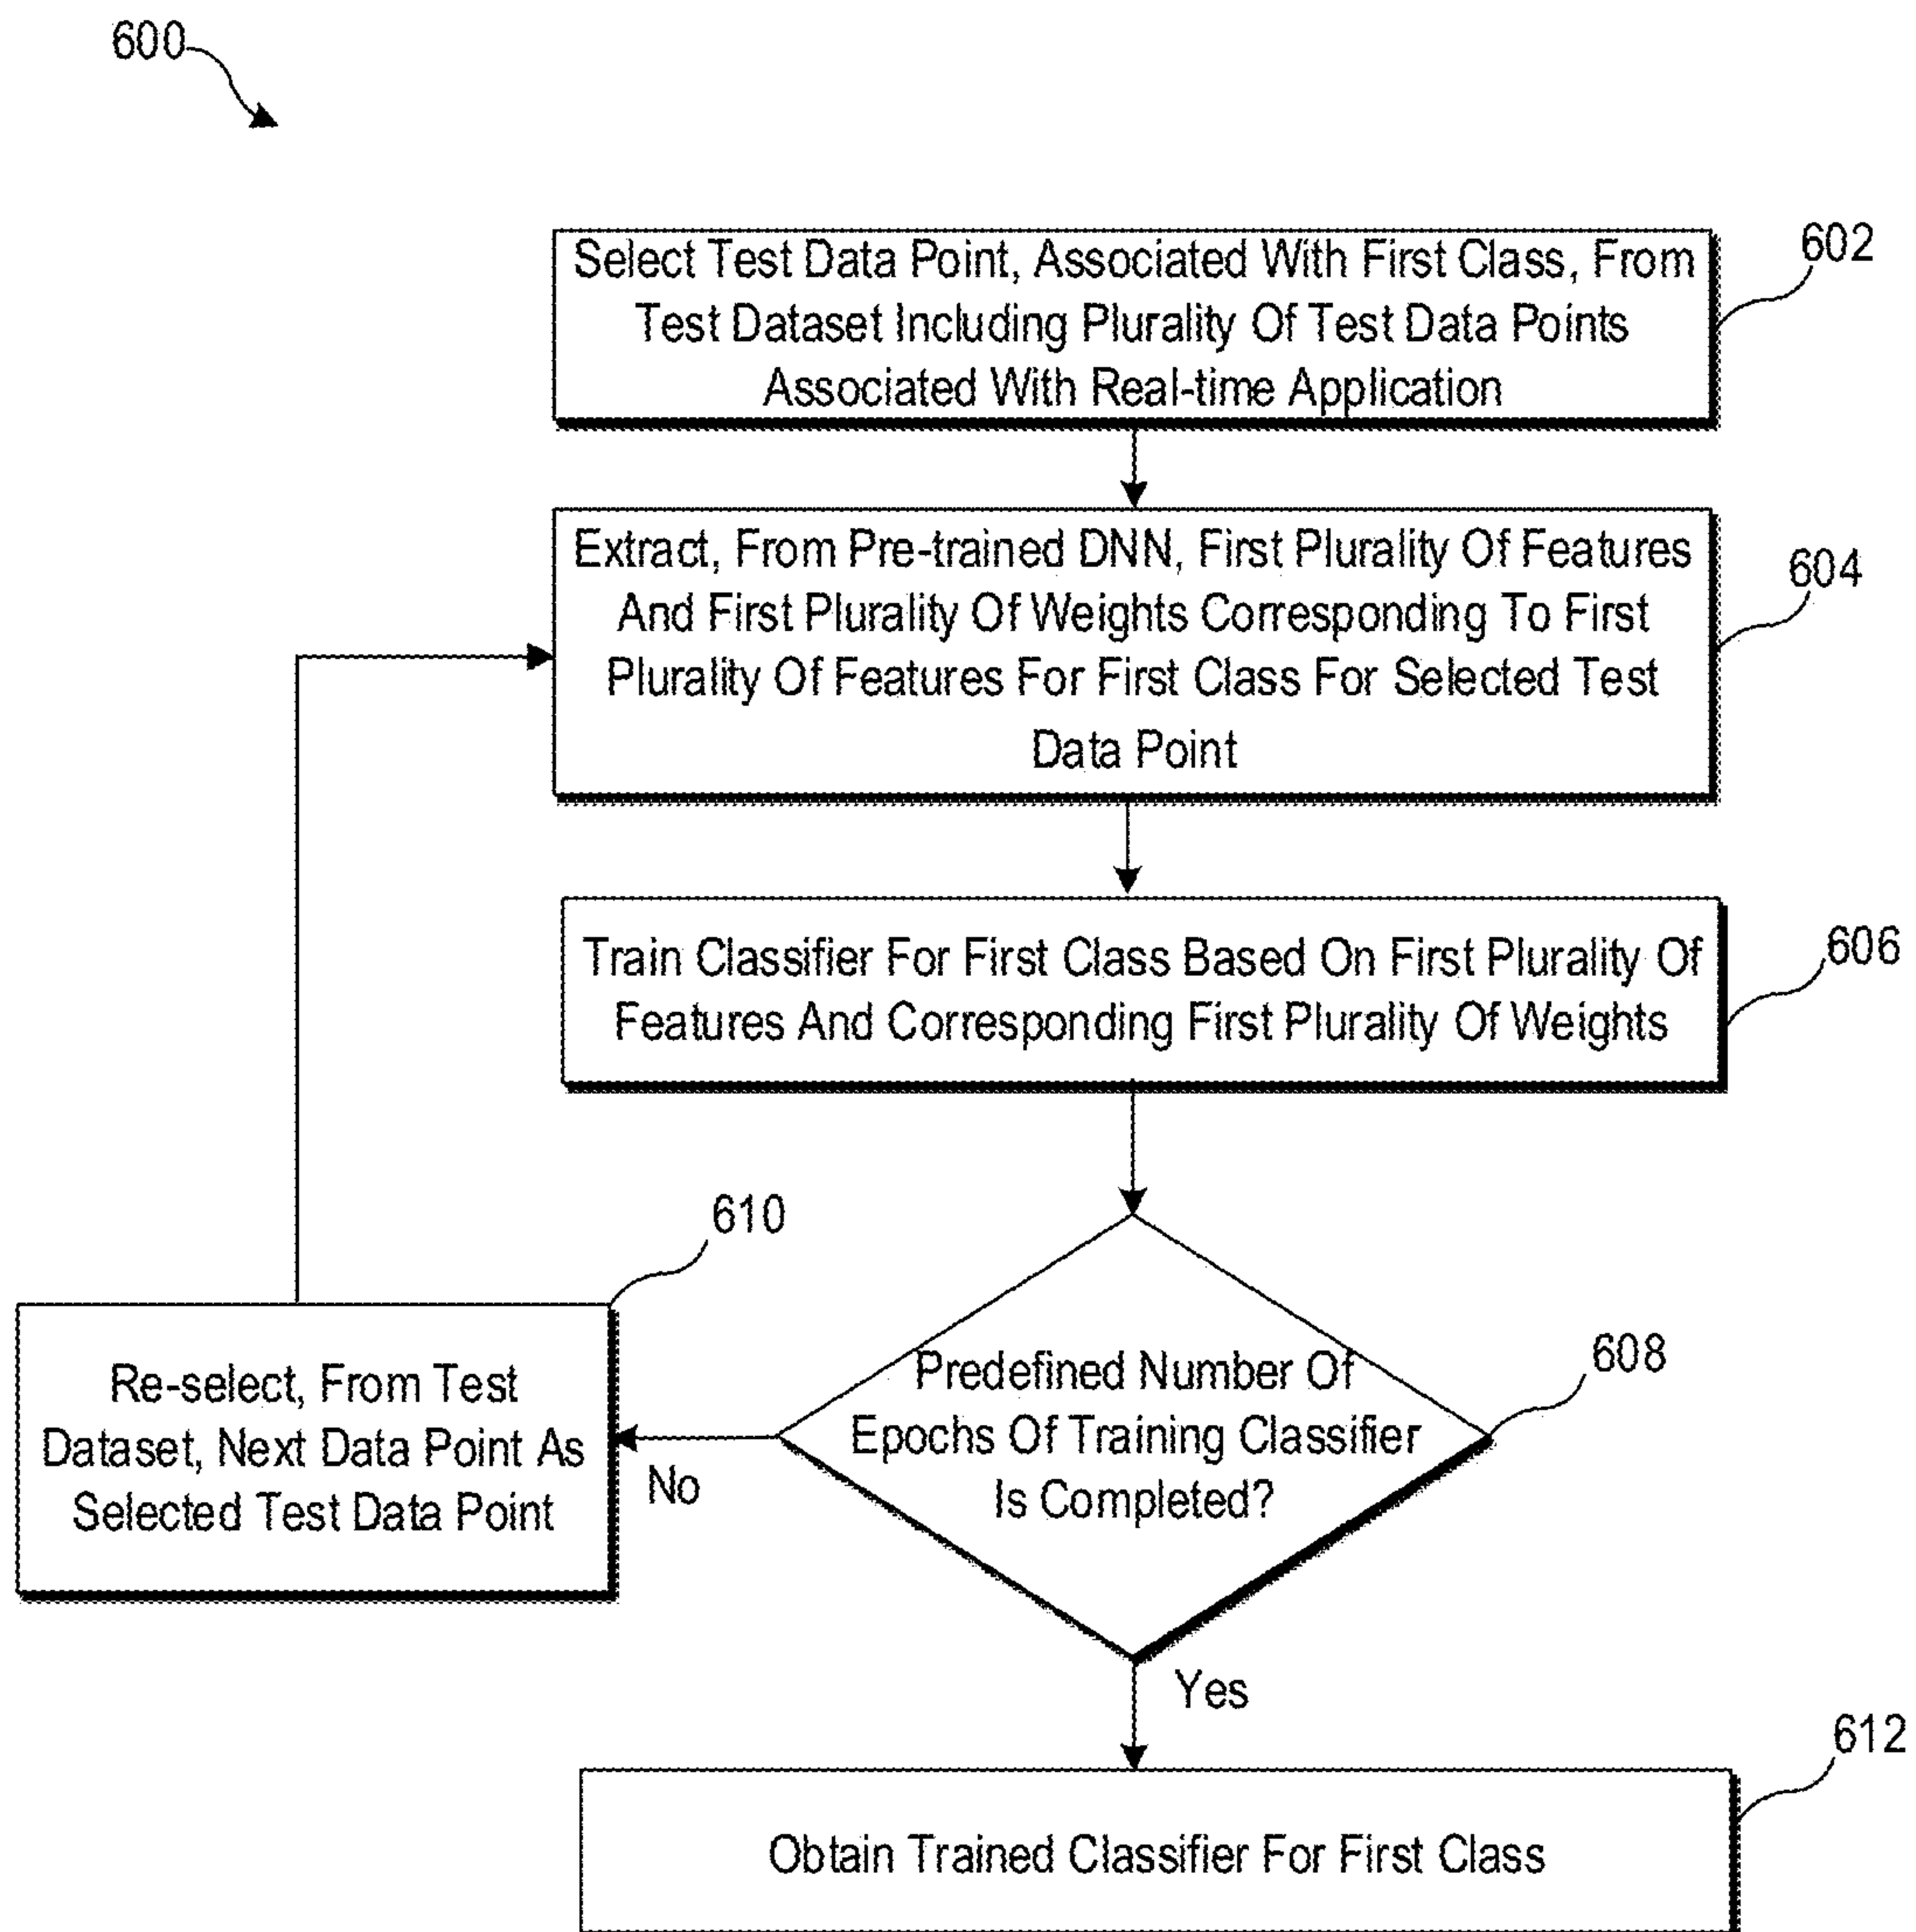 600
Select Test Data Point, Associated With First Class, From
Test Dataset Including Plurality Of Test Data Points
Associated With Real-time Application
602
Extract, From Pre-trained DNN, First Plurality Of Features
And First Plurality Of Weights Corresponding To First
Plurality Of Features For First Class For Selected Test
Data Point
604
Train Classifier For First Class Based On First Plurality Of
Features And Corresponding First Plurality Of Weights
606
Predefined Number Of
Epochs Of Training Classifier
Is Completed?
608
No
610
Re-select, From Test
Dataset, Next Data Point As
Selected Test Data Point
Yes
612
Obtain Trained Classifier For First Class